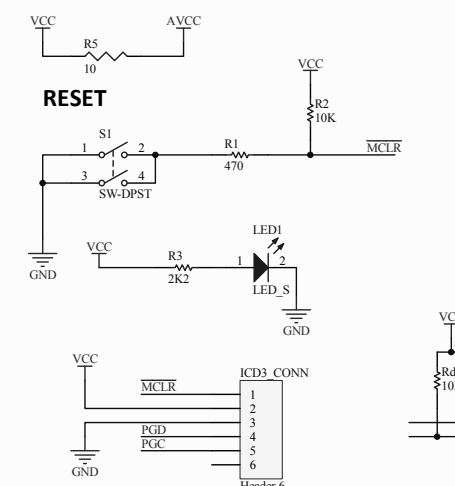 VCC
AVCC
R5
10
RESET
VCC
R2
10K
S1
1
2
R1
470
MCLR
3
4
SW-DPST
GND
VCC
R3
2K2
LED1
1
2
LED_S
GND
VCC
ICD3_CONN
MCLR
1
2
3
PGD
4
PGC
5
6
GND
Header 6